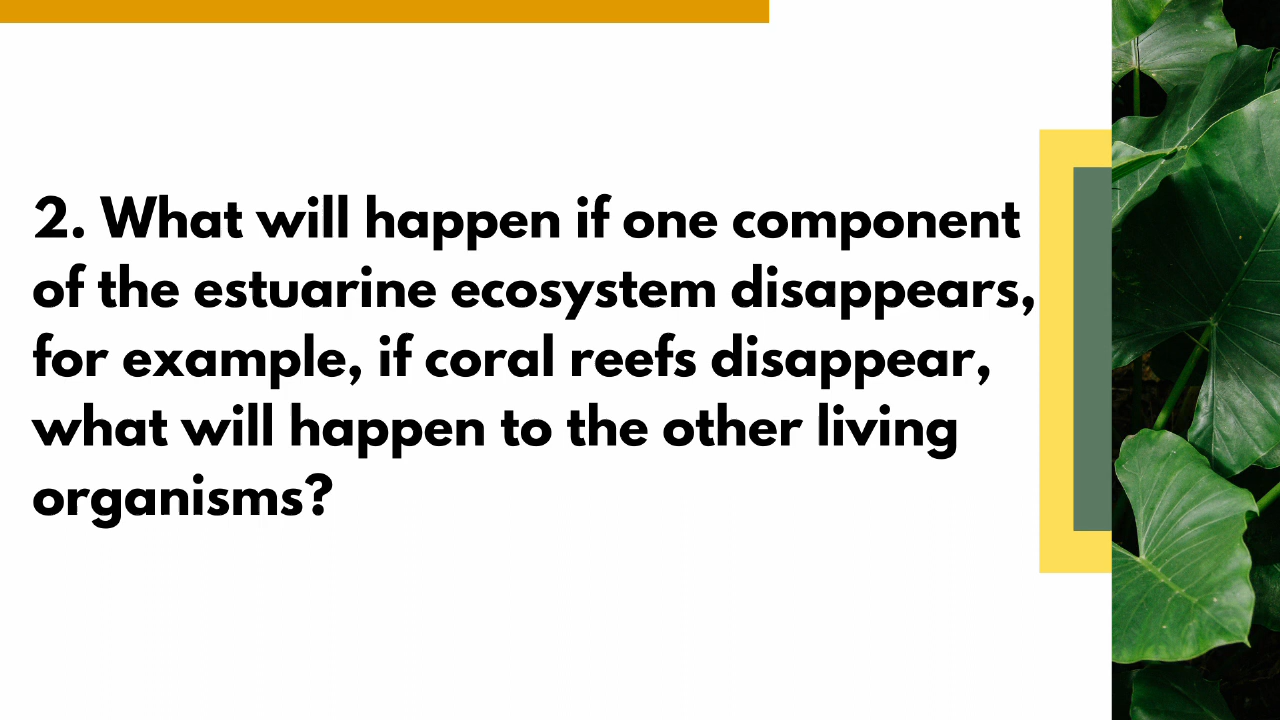 2. What will happen if one component
of the estuarine ecosystem disappears,
for example, if coral reefs disappear,
what will happen to the other living
organisms?